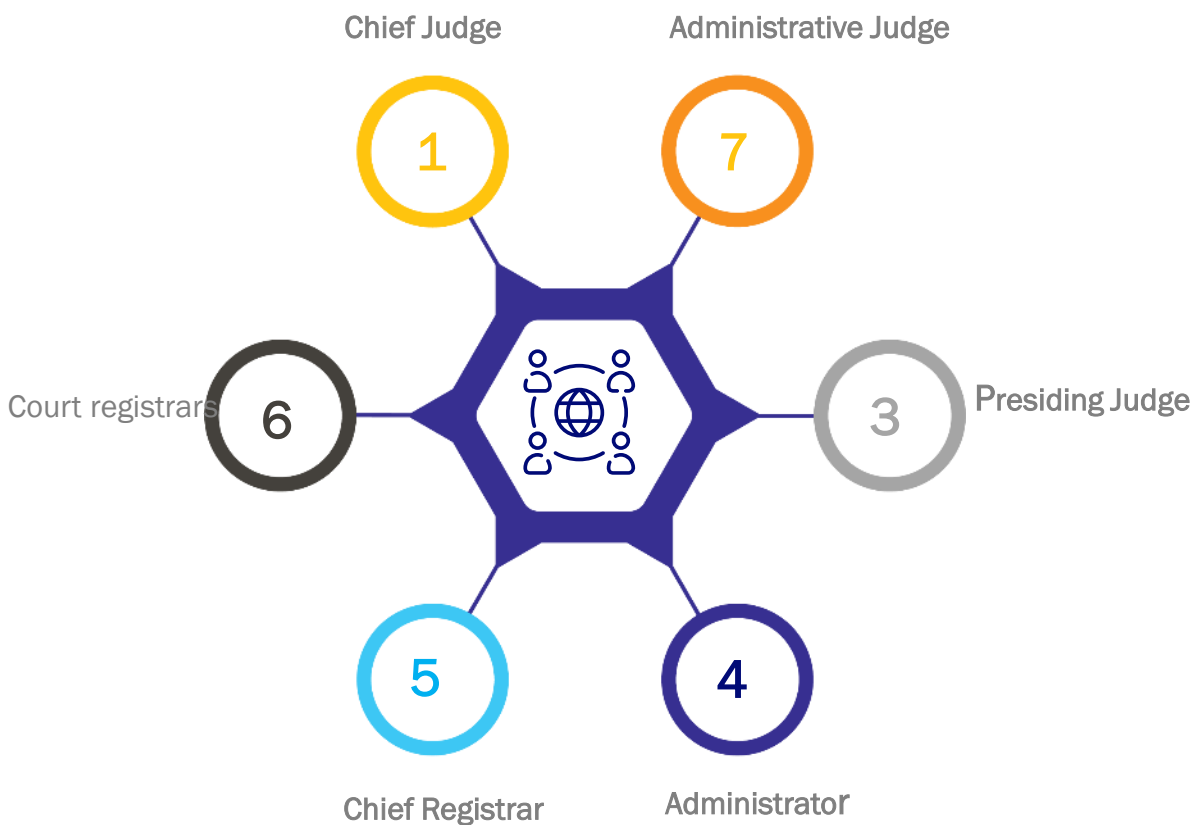 Chief Judge
Administrative Judge
1
7
Court registrars
6
3
Presiding Judge
5
4
Chief Registrar
Administrator